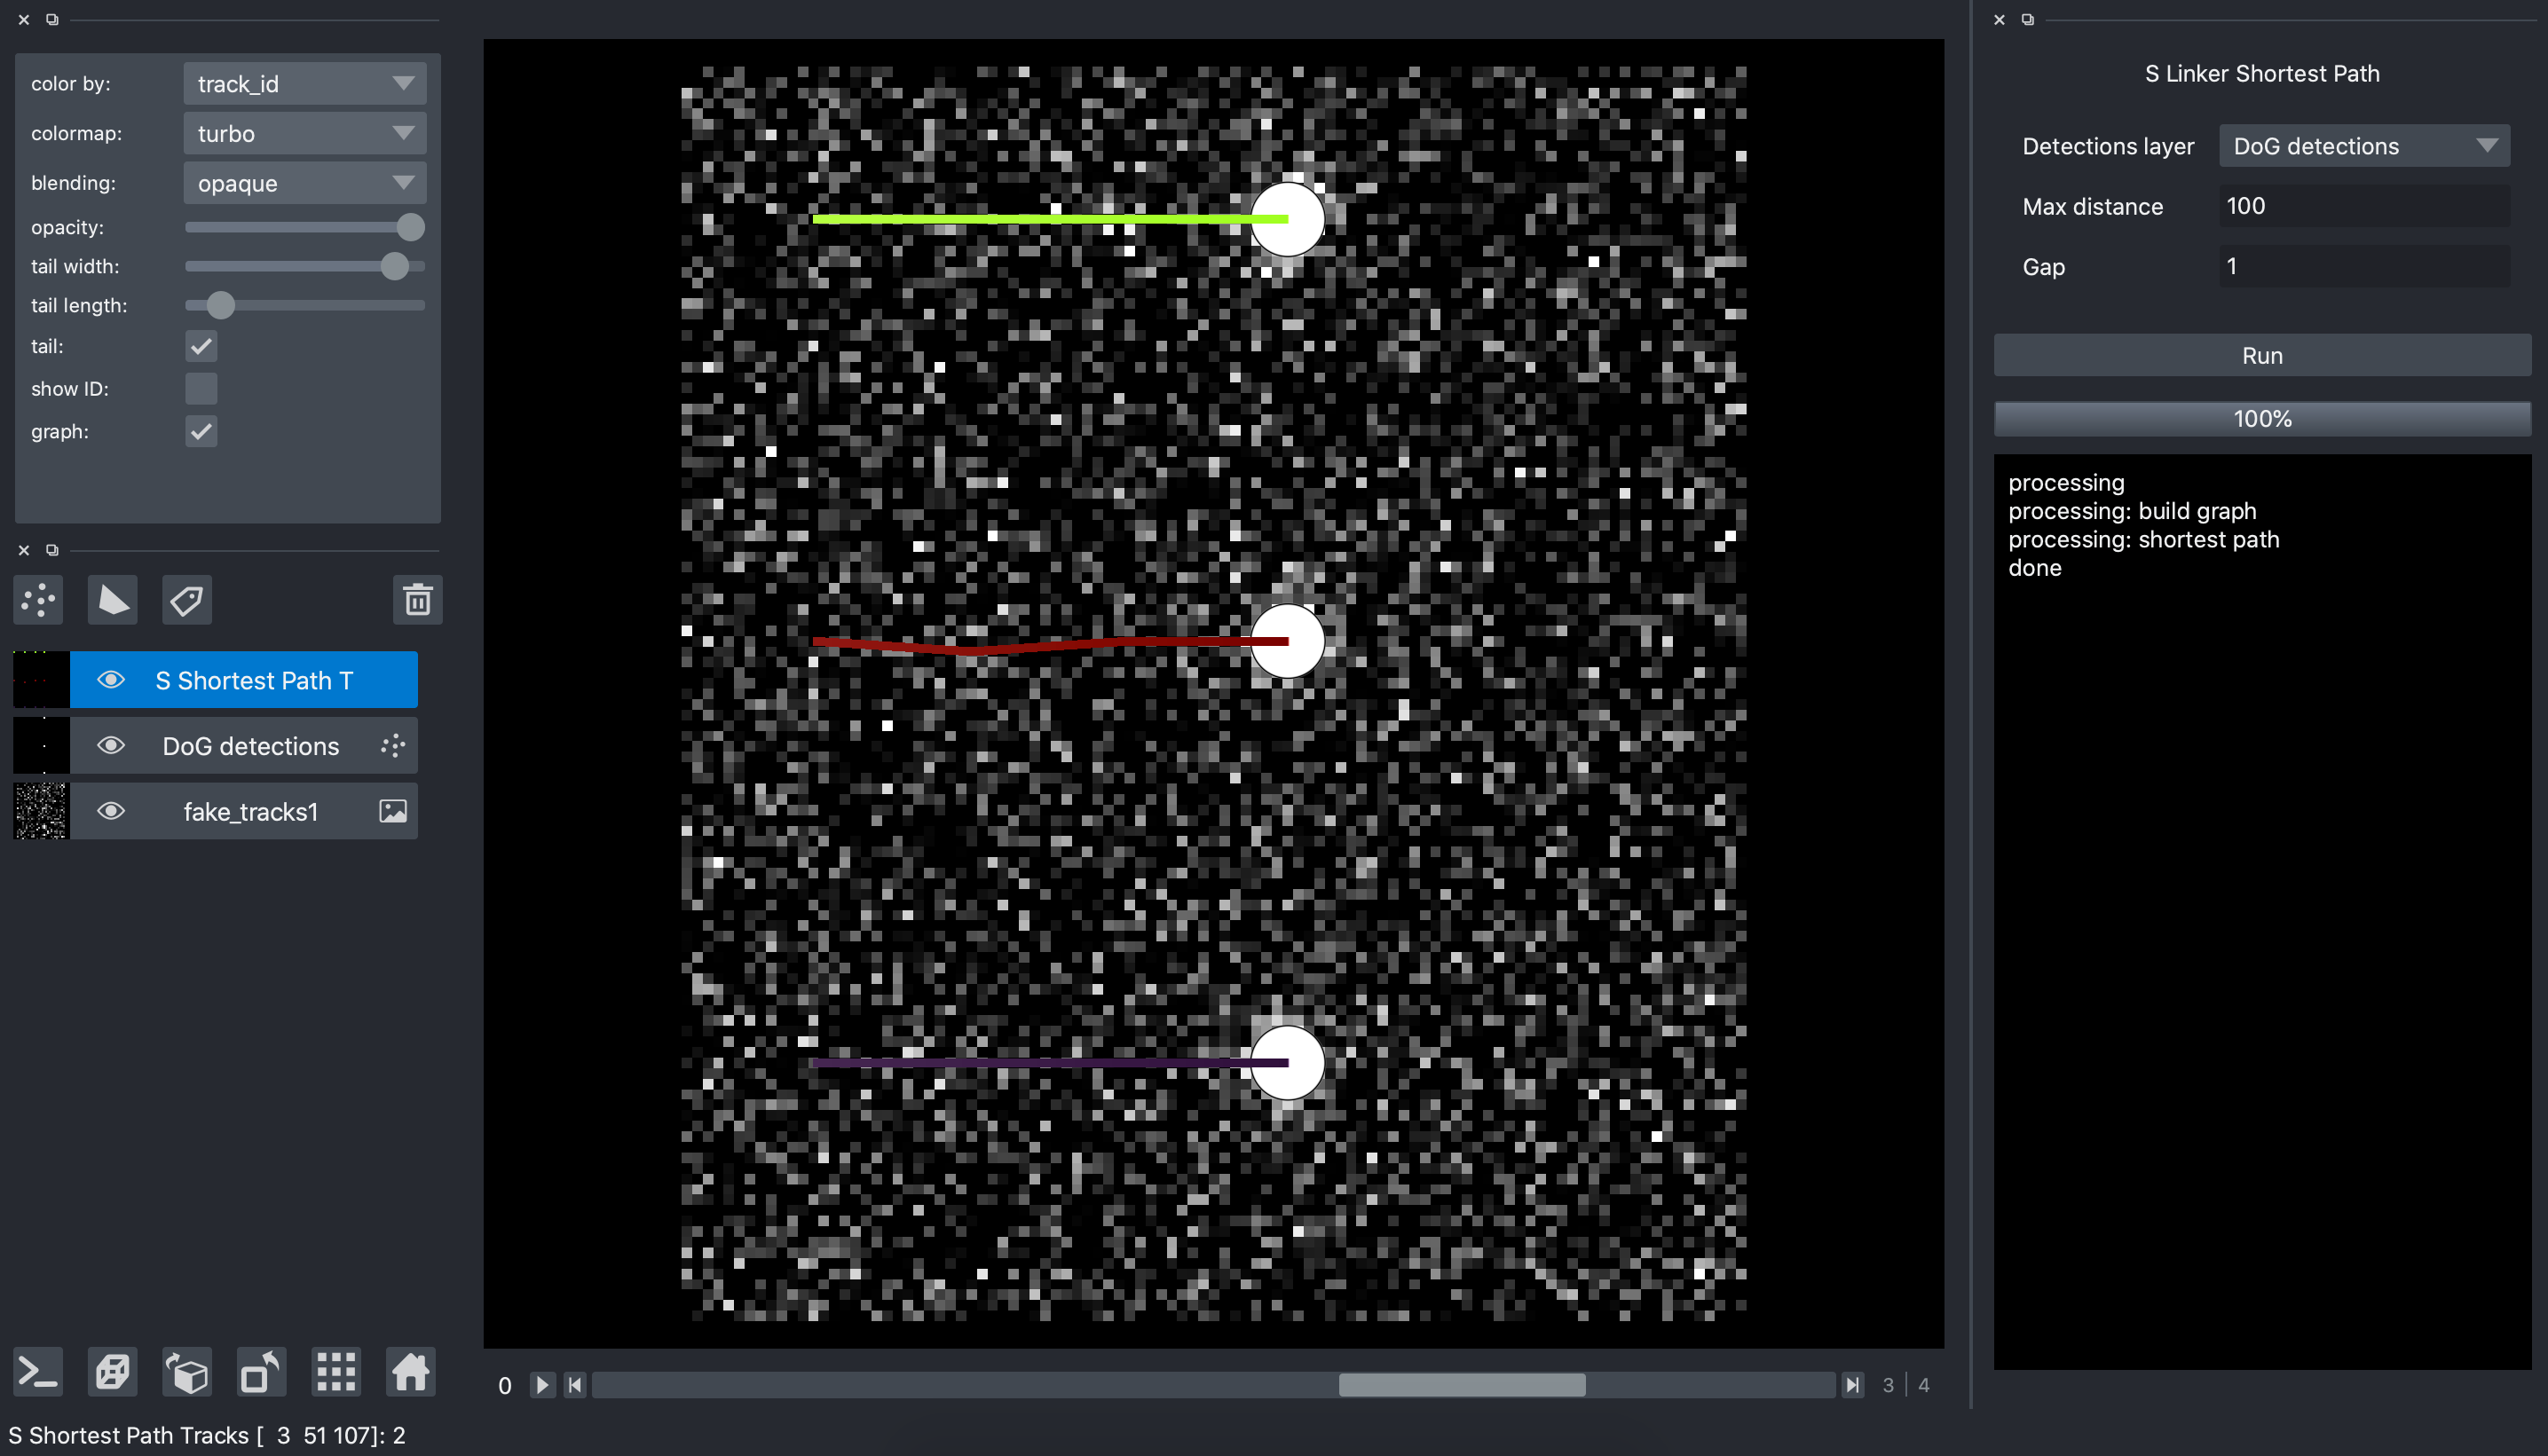 color by: track_id
colormap: turbo
blending: opaque
opacity:
tail width:
tail length:
tail:
show ID:
graph:
S Shortest Path T
DoG detections
fake_tracks1
0
3 4
S Shortest Path Tracks [ 3 51 107]: 2
S Linker Shortest Path
Detections layer DoG detections
Max distance 100
Gap 1
Run
100%
processing
processing: build graph
processing: shortest path
done